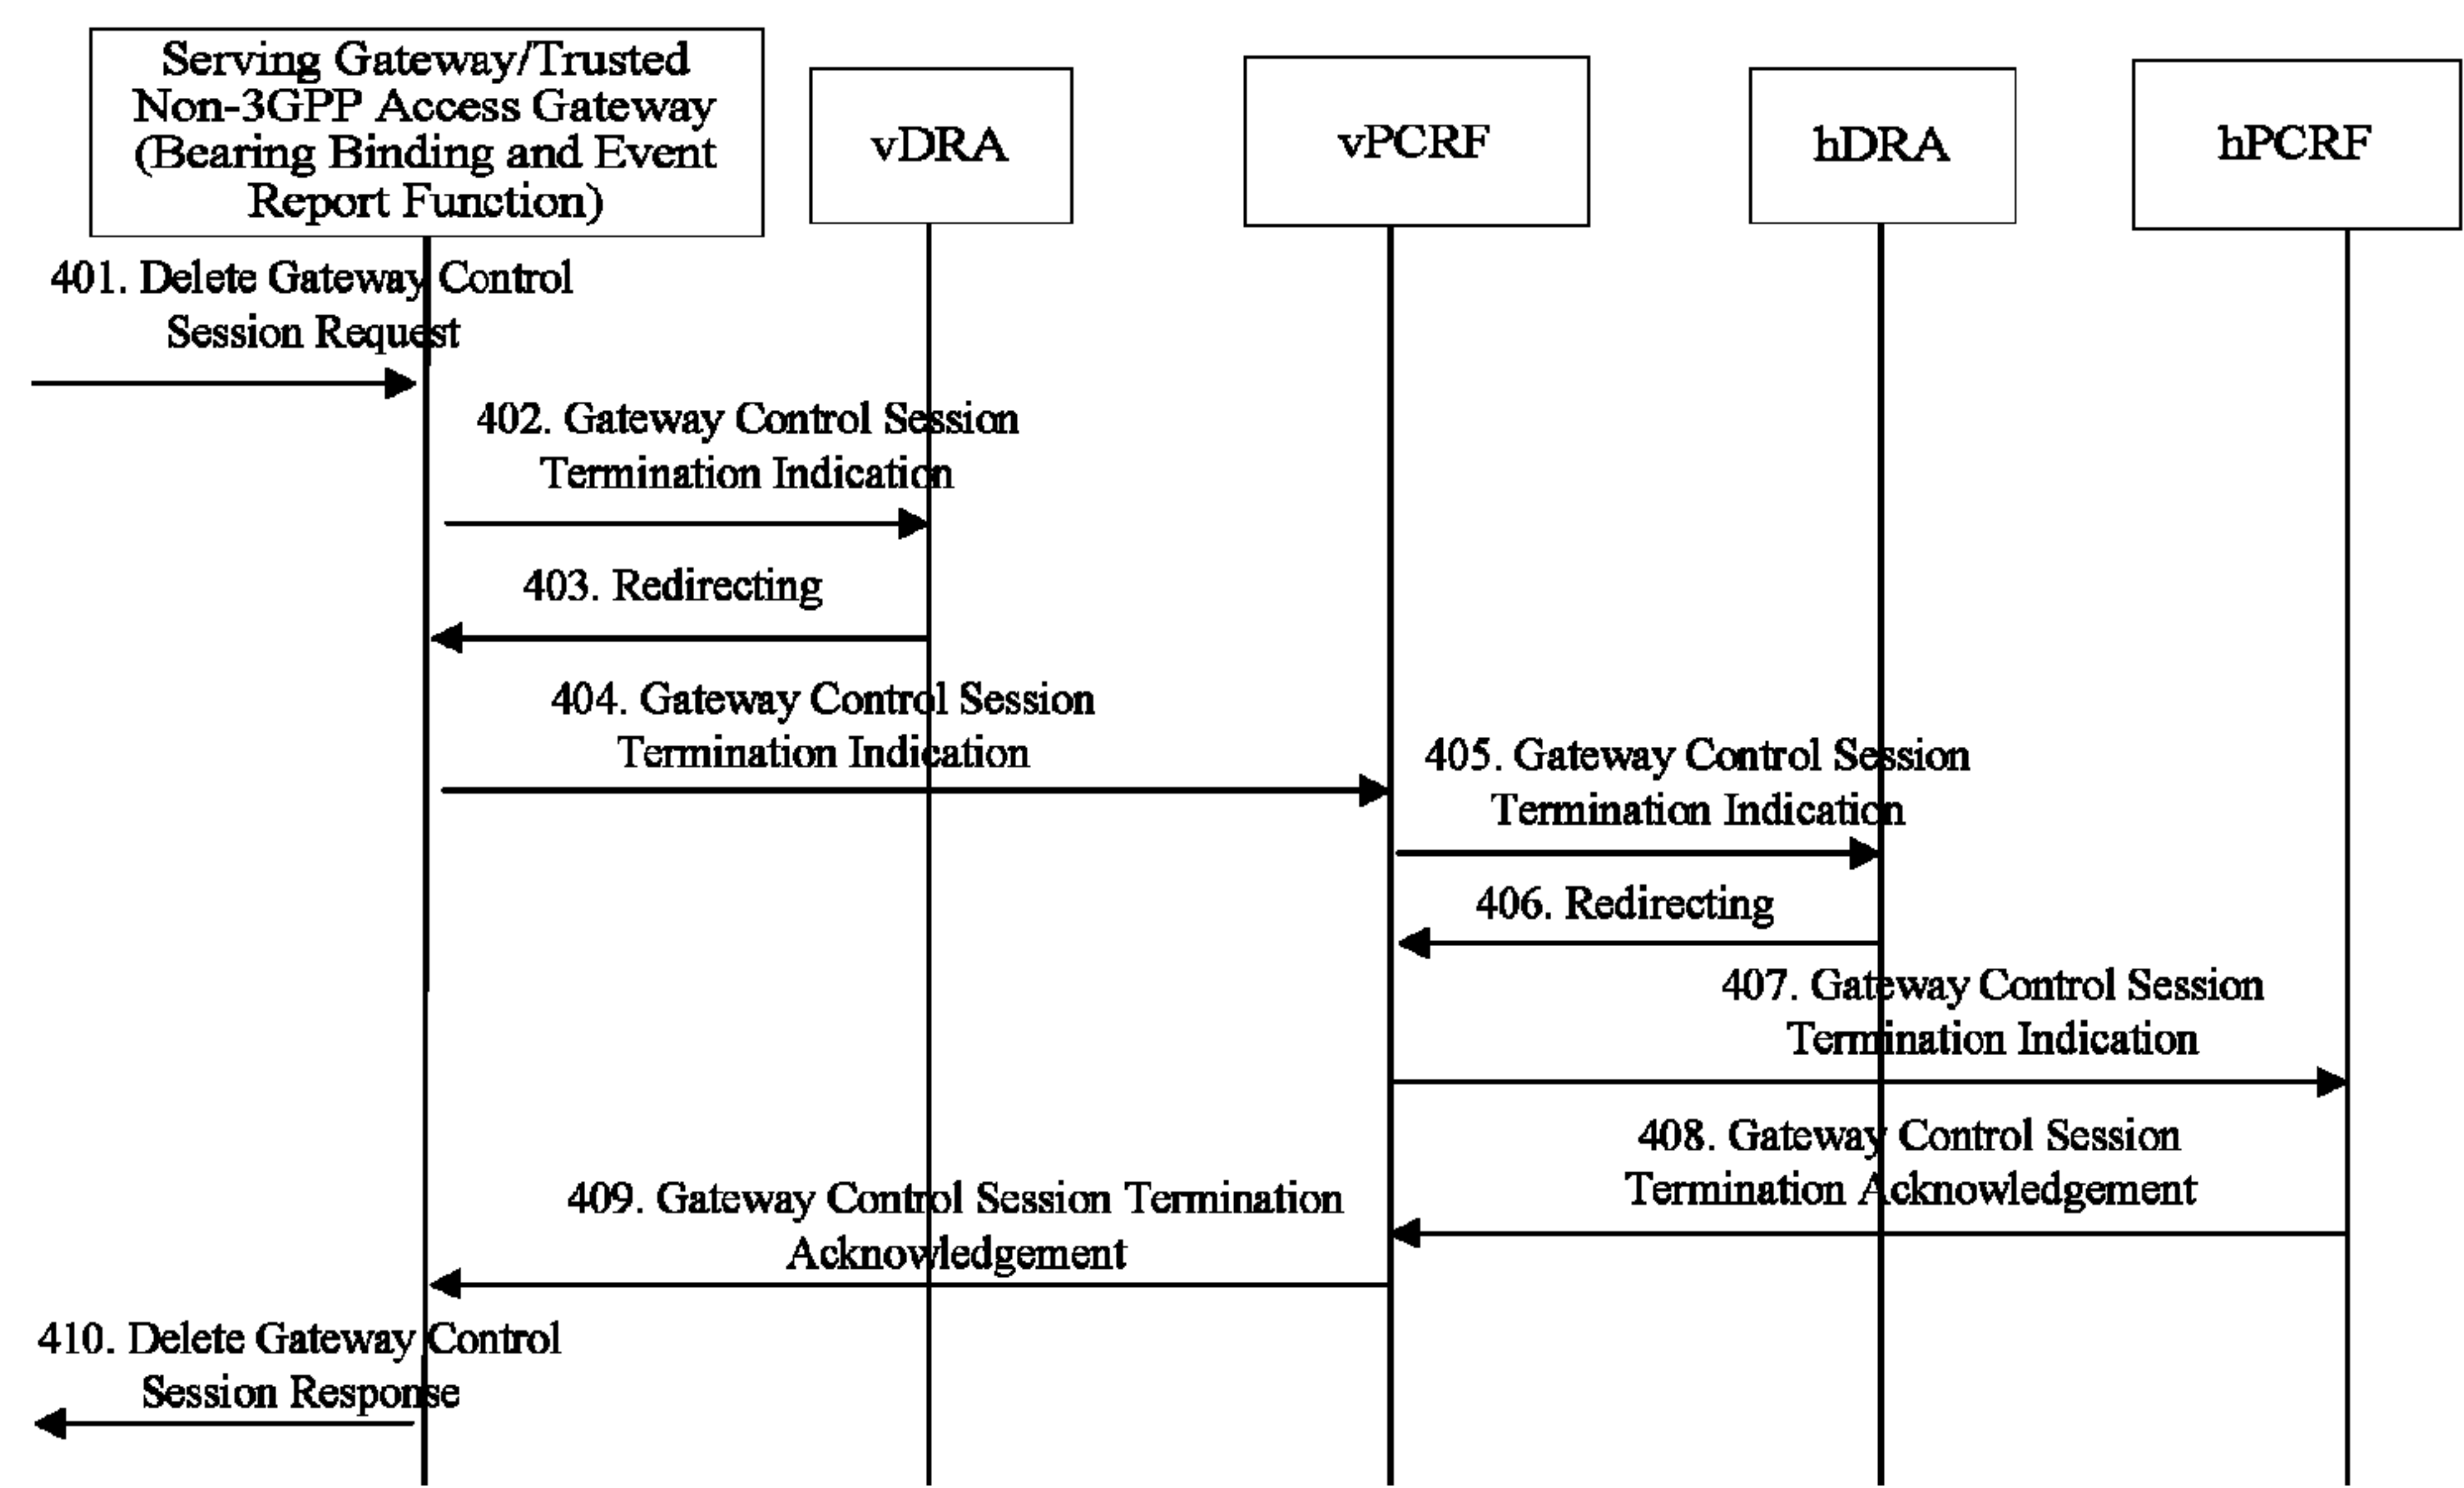 Serving Gateway/Trusted
Non-3GPP Access Gateway
(Bearing Binding and Event
Report Function)
vDRA
vPCRF
hDRA
hPCRF
401. Delete Gateway Control
Session Request
402. Gateway Control Session
Termination Indication
403. Redirecting
404. Gateway Control Session
Termination Indication
405. Gateway Control Session
Termination Indication
406. Redirecting
407. Gateway Control Session
Termination Indication
408. Gateway Control Session
Termination Acknowledgement
409. Gateway Control Session Termination
Acknowledgement
410. Delete Gateway Control
Session Response